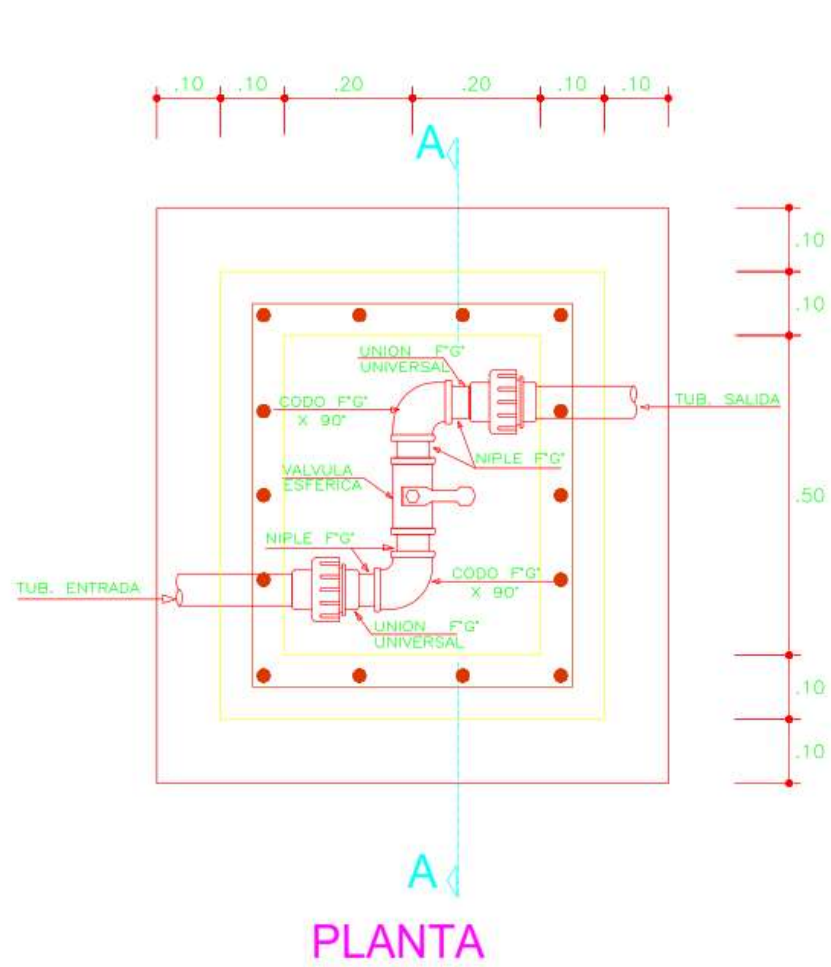 .10 .10 .20 .20 .10 .10
A
.10
.10
UNION F°G°
UNIVERSAL
CODO F°G°
X 90°
TUB. SALIDA
NIPLE F°G°
VALVULA
ESFERICA
.50
NIPLE F°G°
CODO F°G°
X 90°
TUB. ENTRADA
UNION F°G°
UNIVERSAL
.10
.10
A
PLANTA